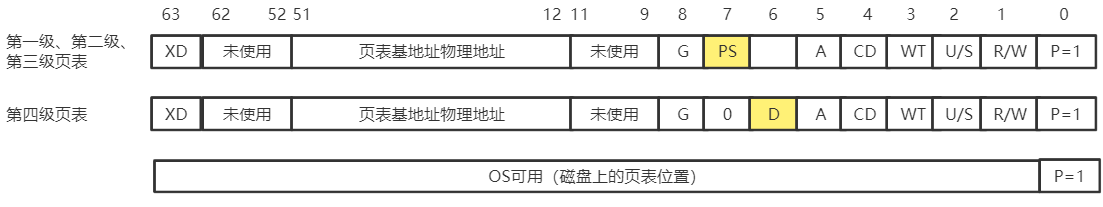 63 62 52 51 12 11 9 8 7 6 5 4 3 2 1 0
第一级、第二级、
第三级页表
XD 未使用 页表基地址物理地址 未使用 G PS A CD WT U/S R/W P=1
第四级页表 XD 未使用 页表基地址物理地址 未使用 G 0 D A CD WT U/S R/W P=1
OS可用（磁盘上的页表位置） P=1